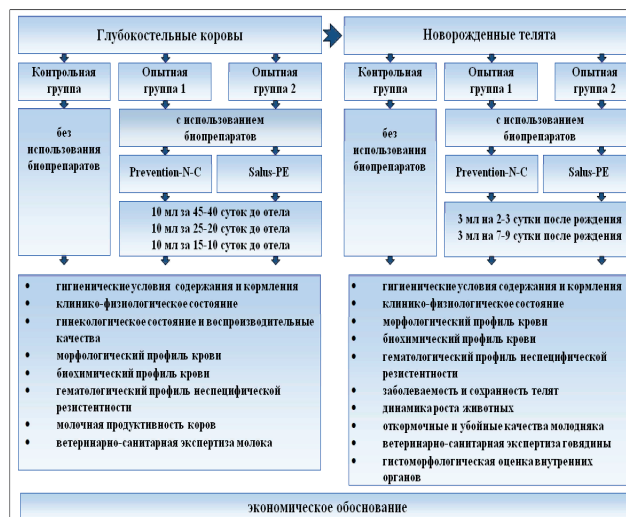 Глубокостельные коровы
Новорожденные телята
Контрольная
группа
Опытная
группа 1
Опытная
группа 2
Контрольная
группа
Опытная
группа 1
Опытная
группа 2
без
использования
биопрепаратов
с использованием
биопрепаратов
без
использования
биопрепаратов
с использованием
биопрепаратов
Prevention-N-C
Salus-PE
Prevention-N-C
Salus-PE
10 мл за 45-40 суток до отела
10 мл за 25-20 суток до отела
10 мл за 15-10 суток до отела
3 мл на 2-3 сутки после рождения
3 мл на 7-9 сутки после рождения
• гигиенические условия содержания и кормления
• клинико-физиологическое состояние
• гинекологическое состояние и воспроизводительные
качества
• морфологический профиль крови
• биохимический профиль крови
• гематологический профиль неспецифической
резистентности
• молочная продуктивность коров
• ветеринарно-санитарная экспертиза молока
• гигиенические условия содержания и кормления
• клинико-физиологическое состояние
• морфологический профиль крови
• биохимический профиль крови
• гематологический профиль неспецифической
резистентности
• заболеваемость и сохранность телят
• динамика роста животных
• откормочные и убойные качества молодняка
• ветеринарно-санитарная экспертиза говядины
• гистоморфологическая оценка внутренних
органов
экономическое обоснование